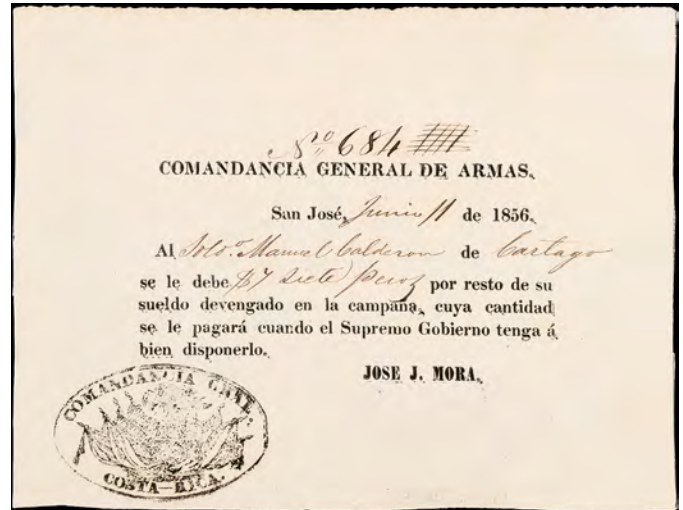 Nº 684
COMANDANCIA GENERAL DE ARMAS.
San José, Junio 11 de 1856.
Al Soldº. Manuel Calderon de Cartago
se le debe $7 siete pesos por resto de su
sueldo devengado en la campaña, cuya cantidad
se le pagará cuando el Supremo Gobierno tenga á
bien disponerlo.
JOSE J. MORA.
COMANDANCIA GRAL.
COSTA-RICA.